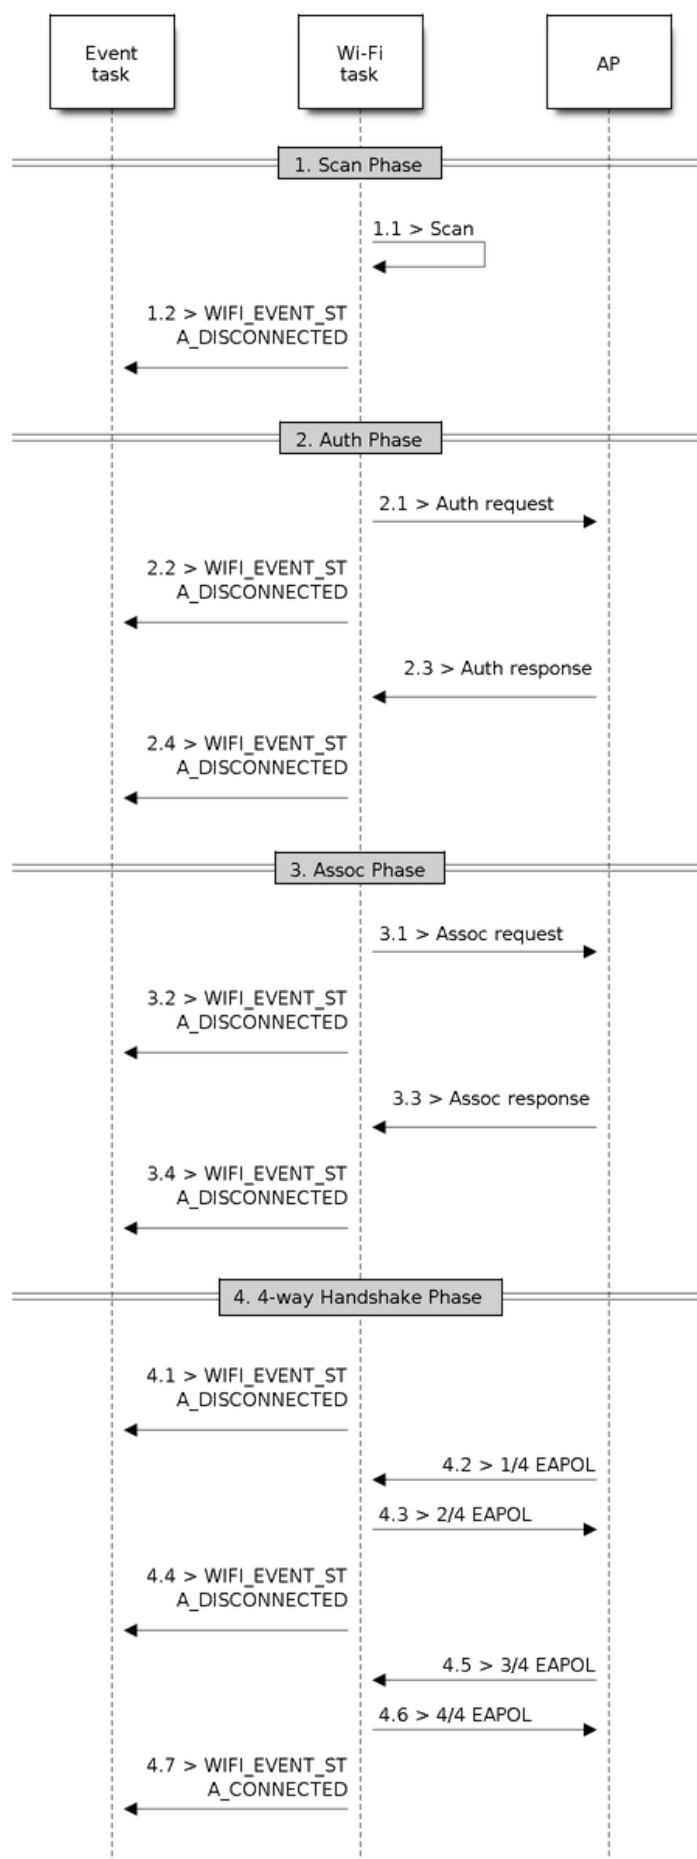 Event
task
Wi-Fi
task
AP
1. Scan Phase
1.1 > Scan
1.2 > WIFI_EVENT_ST
A_DISCONNECTED
2. Auth Phase
2.1 > Auth request
2.2 > WIFI_EVENT_ST
A_DISCONNECTED
2.3 > Auth response
2.4 > WIFI_EVENT_ST
A_DISCONNECTED
3. Assoc Phase
3.1 > Assoc request
3.2 > WIFI_EVENT_ST
A_DISCONNECTED
3.3 > Assoc response
3.4 > WIFI_EVENT_ST
A_DISCONNECTED
4. 4-way Handshake Phase
4.1 > WIFI_EVENT_ST
A_DISCONNECTED
4.2 > 1/4 EAPOL
4.3 > 2/4 EAPOL
4.4 > WIFI_EVENT_ST
A_DISCONNECTED
4.5 > 3/4 EAPOL
4.6 > 4/4 EAPOL
4.7 > WIFI_EVENT_ST
A_CONNECTED